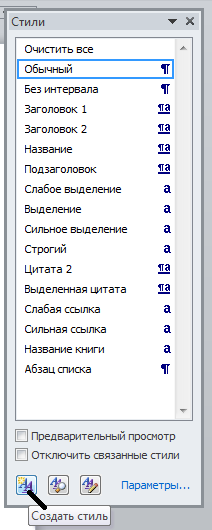 Стили
Очистить все
Обычный ¶
Без интервала ¶
Заголовок 1 ¶a
Заголовок 2 ¶a
Название ¶a
Подзаголовок ¶a
Слабое выделение a
Выделение a
Сильное выделение a
Строгий a
Цитата 2 ¶a
Выделенная цитата ¶a
Слабая ссылка a
Сильная ссылка a
Название книги a
Абзац списка ¶
Предварительный просмотр
Отключить связанные стили
Параметры...
Создать стиль